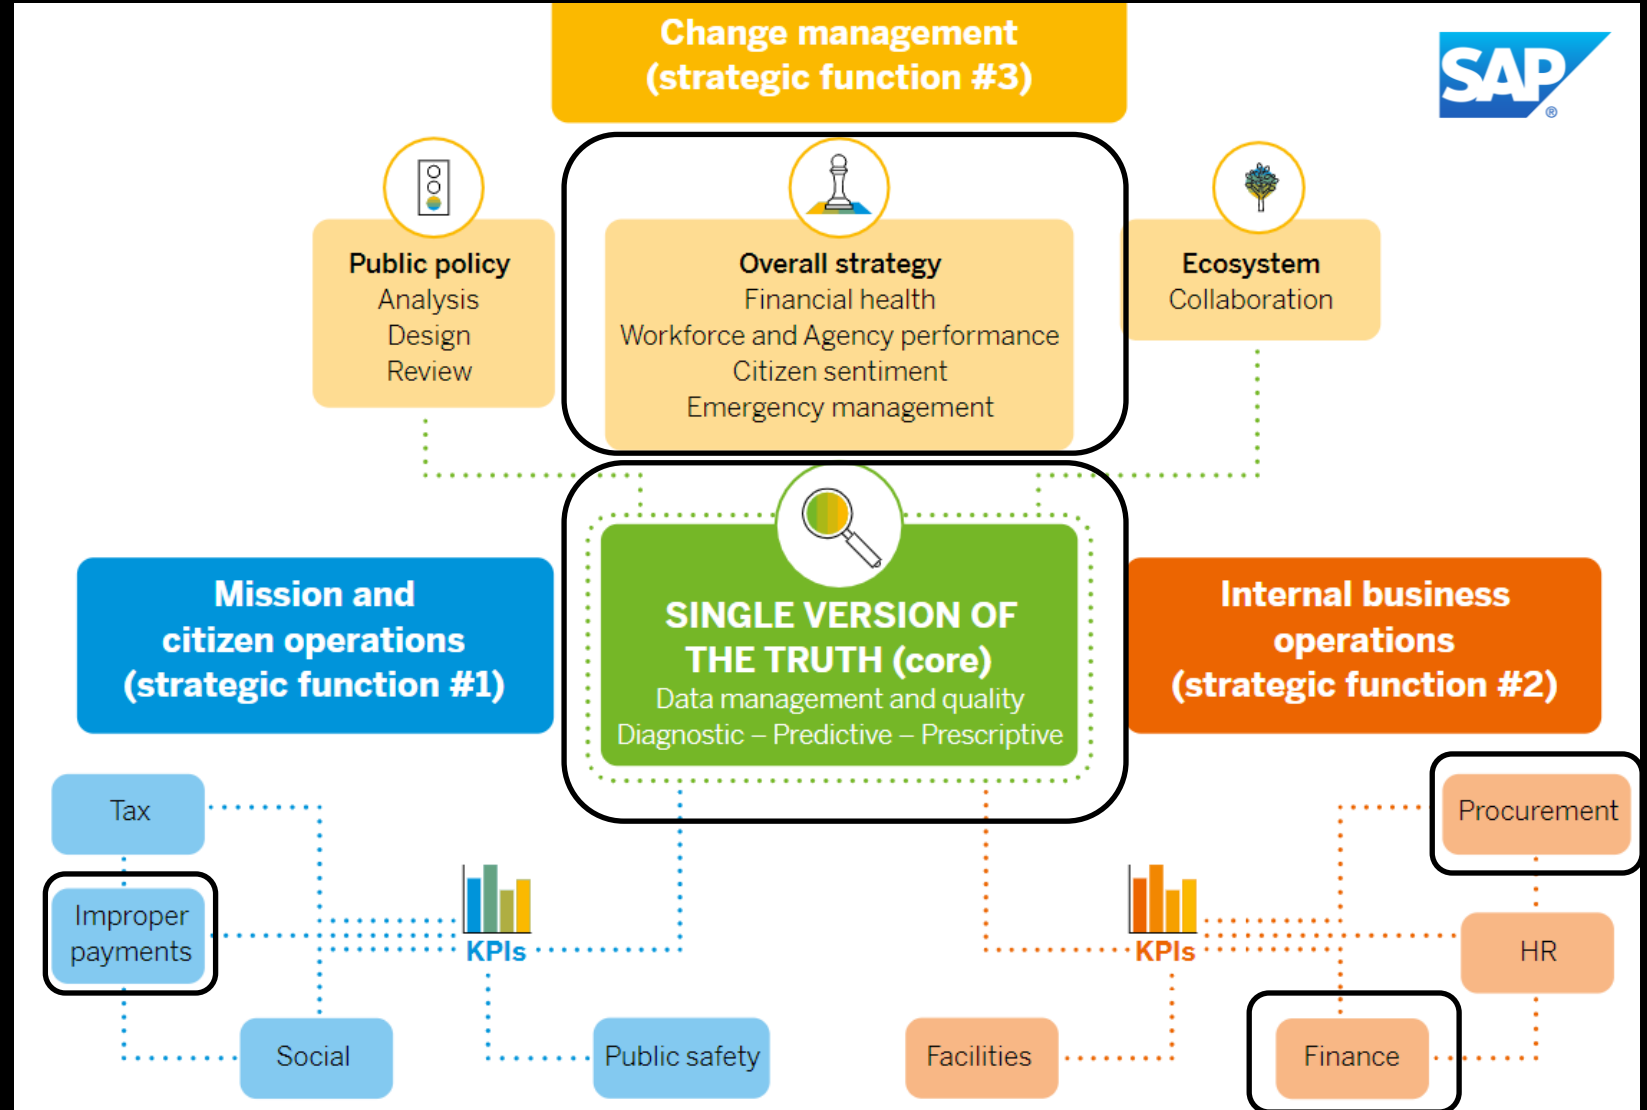 Change management
(strategic function #3)
SAP
®
Public policy
Analysis
Design
Review
Overall strategy
Financial health
Workforce and Agency performance
Citizen sentiment
Emergency management
Ecosystem
Collaboration
Mission and
citizen operations
(strategic function #1)
SINGLE VERSION OF
THE TRUTH (core)
Data management and quality
Diagnostic – Predictive – Prescriptive
Internal business
operations
(strategic function #2)
Tax
Improper
payments
KPIs
Social
Public safety
Procurement
KPIs
HR
Facilities
Finance